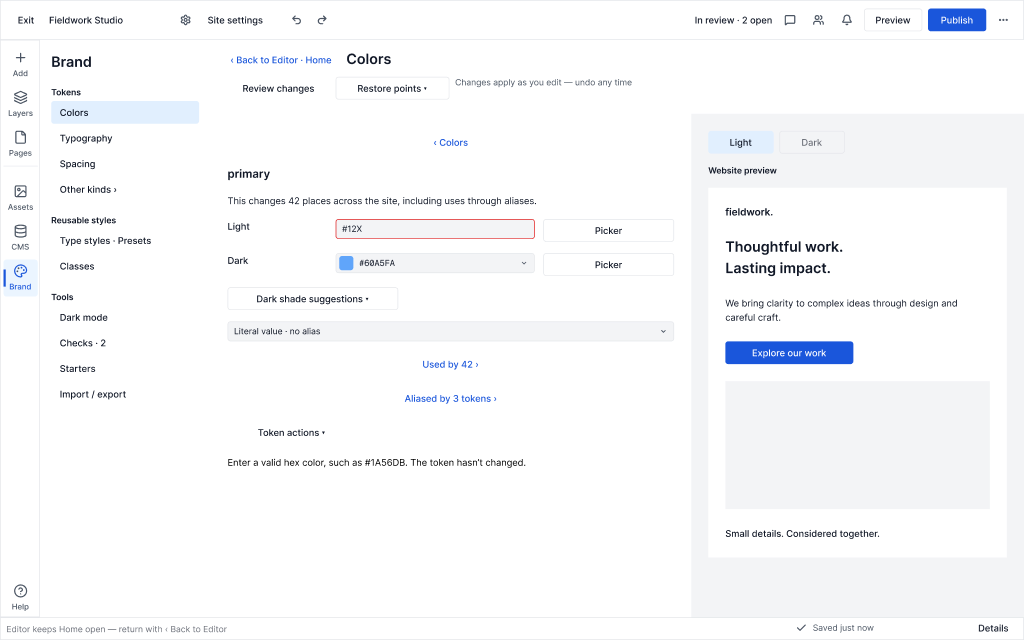 Exit
Fieldwork Studio
Site settings
In review · 2 open
Preview
Publish
Add
Layers
Pages
Assets
CMS
Brand
Help
Brand
Tokens
Colors
Typography
Spacing
Other kinds ›
Reusable styles
Type styles · Presets
Classes
Tools
Dark mode
Checks · 2
Starters
Import / export
‹ Back to Editor · Home
Colors
Review changes
Restore points ▾
Changes apply as you edit — undo any time
‹ Colors
primary
This changes 42 places across the site, including uses through aliases.
Light
#12X
Picker
Dark
#60A5FA
Picker
Dark shade suggestions ▾
Literal value · no alias
Used by 42 ›
Aliased by 3 tokens ›
Token actions ▾
Enter a valid hex color, such as #1A56DB. The token hasn't changed.
Light
Dark
Website preview
fieldwork.
Thoughtful work.
Lasting impact.
We bring clarity to complex ideas through design and
careful craft.
Explore our work
Small details. Considered together.
Editor keeps Home open — return with ‹ Back to Editor
Saved just now
Details